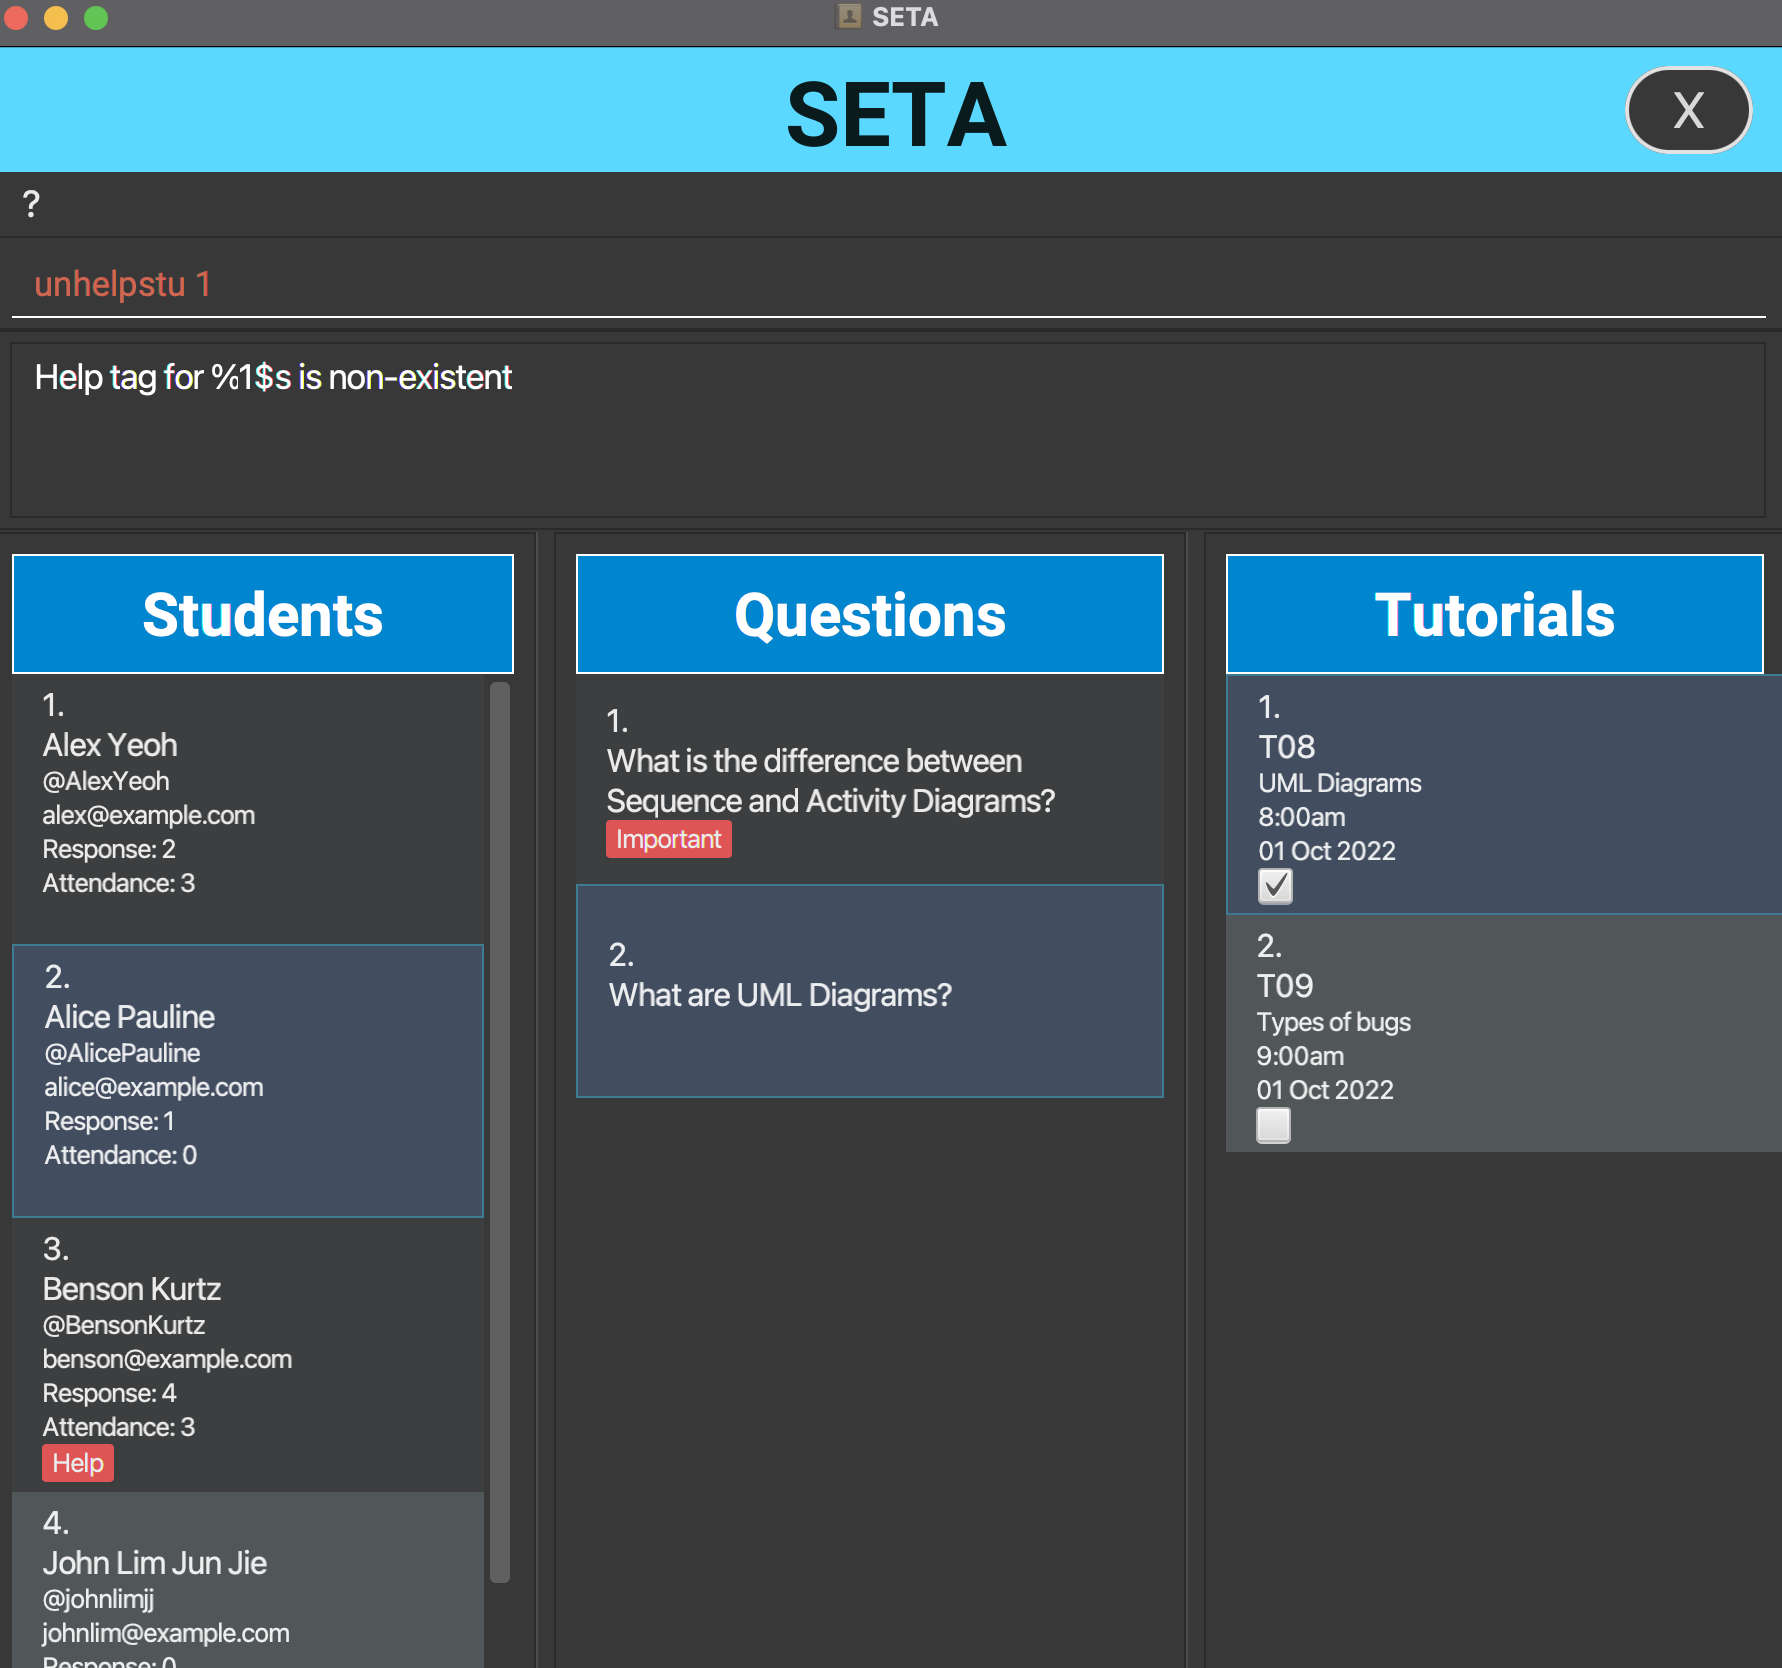 SETA
SETA
X
?
unhelpstu 1
Help tag for %1$s is non-existent
Students
1.
Alex Yeoh
@AlexYeoh
alex@example.com
Response: 2
Attendance: 3
2.
Alice Pauline
@AlicePauline
alice@example.com
Response: 1
Attendance: 0
3.
Benson Kurtz
@BensonKurtz
benson@example.com
Response: 4
Attendance: 3
Help
4.
John Lim Jun Jie
@johnlimjj
johnlim@example.com
Response: 0
Questions
1.
What is the difference between
Sequence and Activity Diagrams?
Important
2.
What are UML Diagrams?
Tutorials
1.
T08
UML Diagrams
8:00am
01 Oct 2022
2.
T09
Types of bugs
9:00am
01 Oct 2022